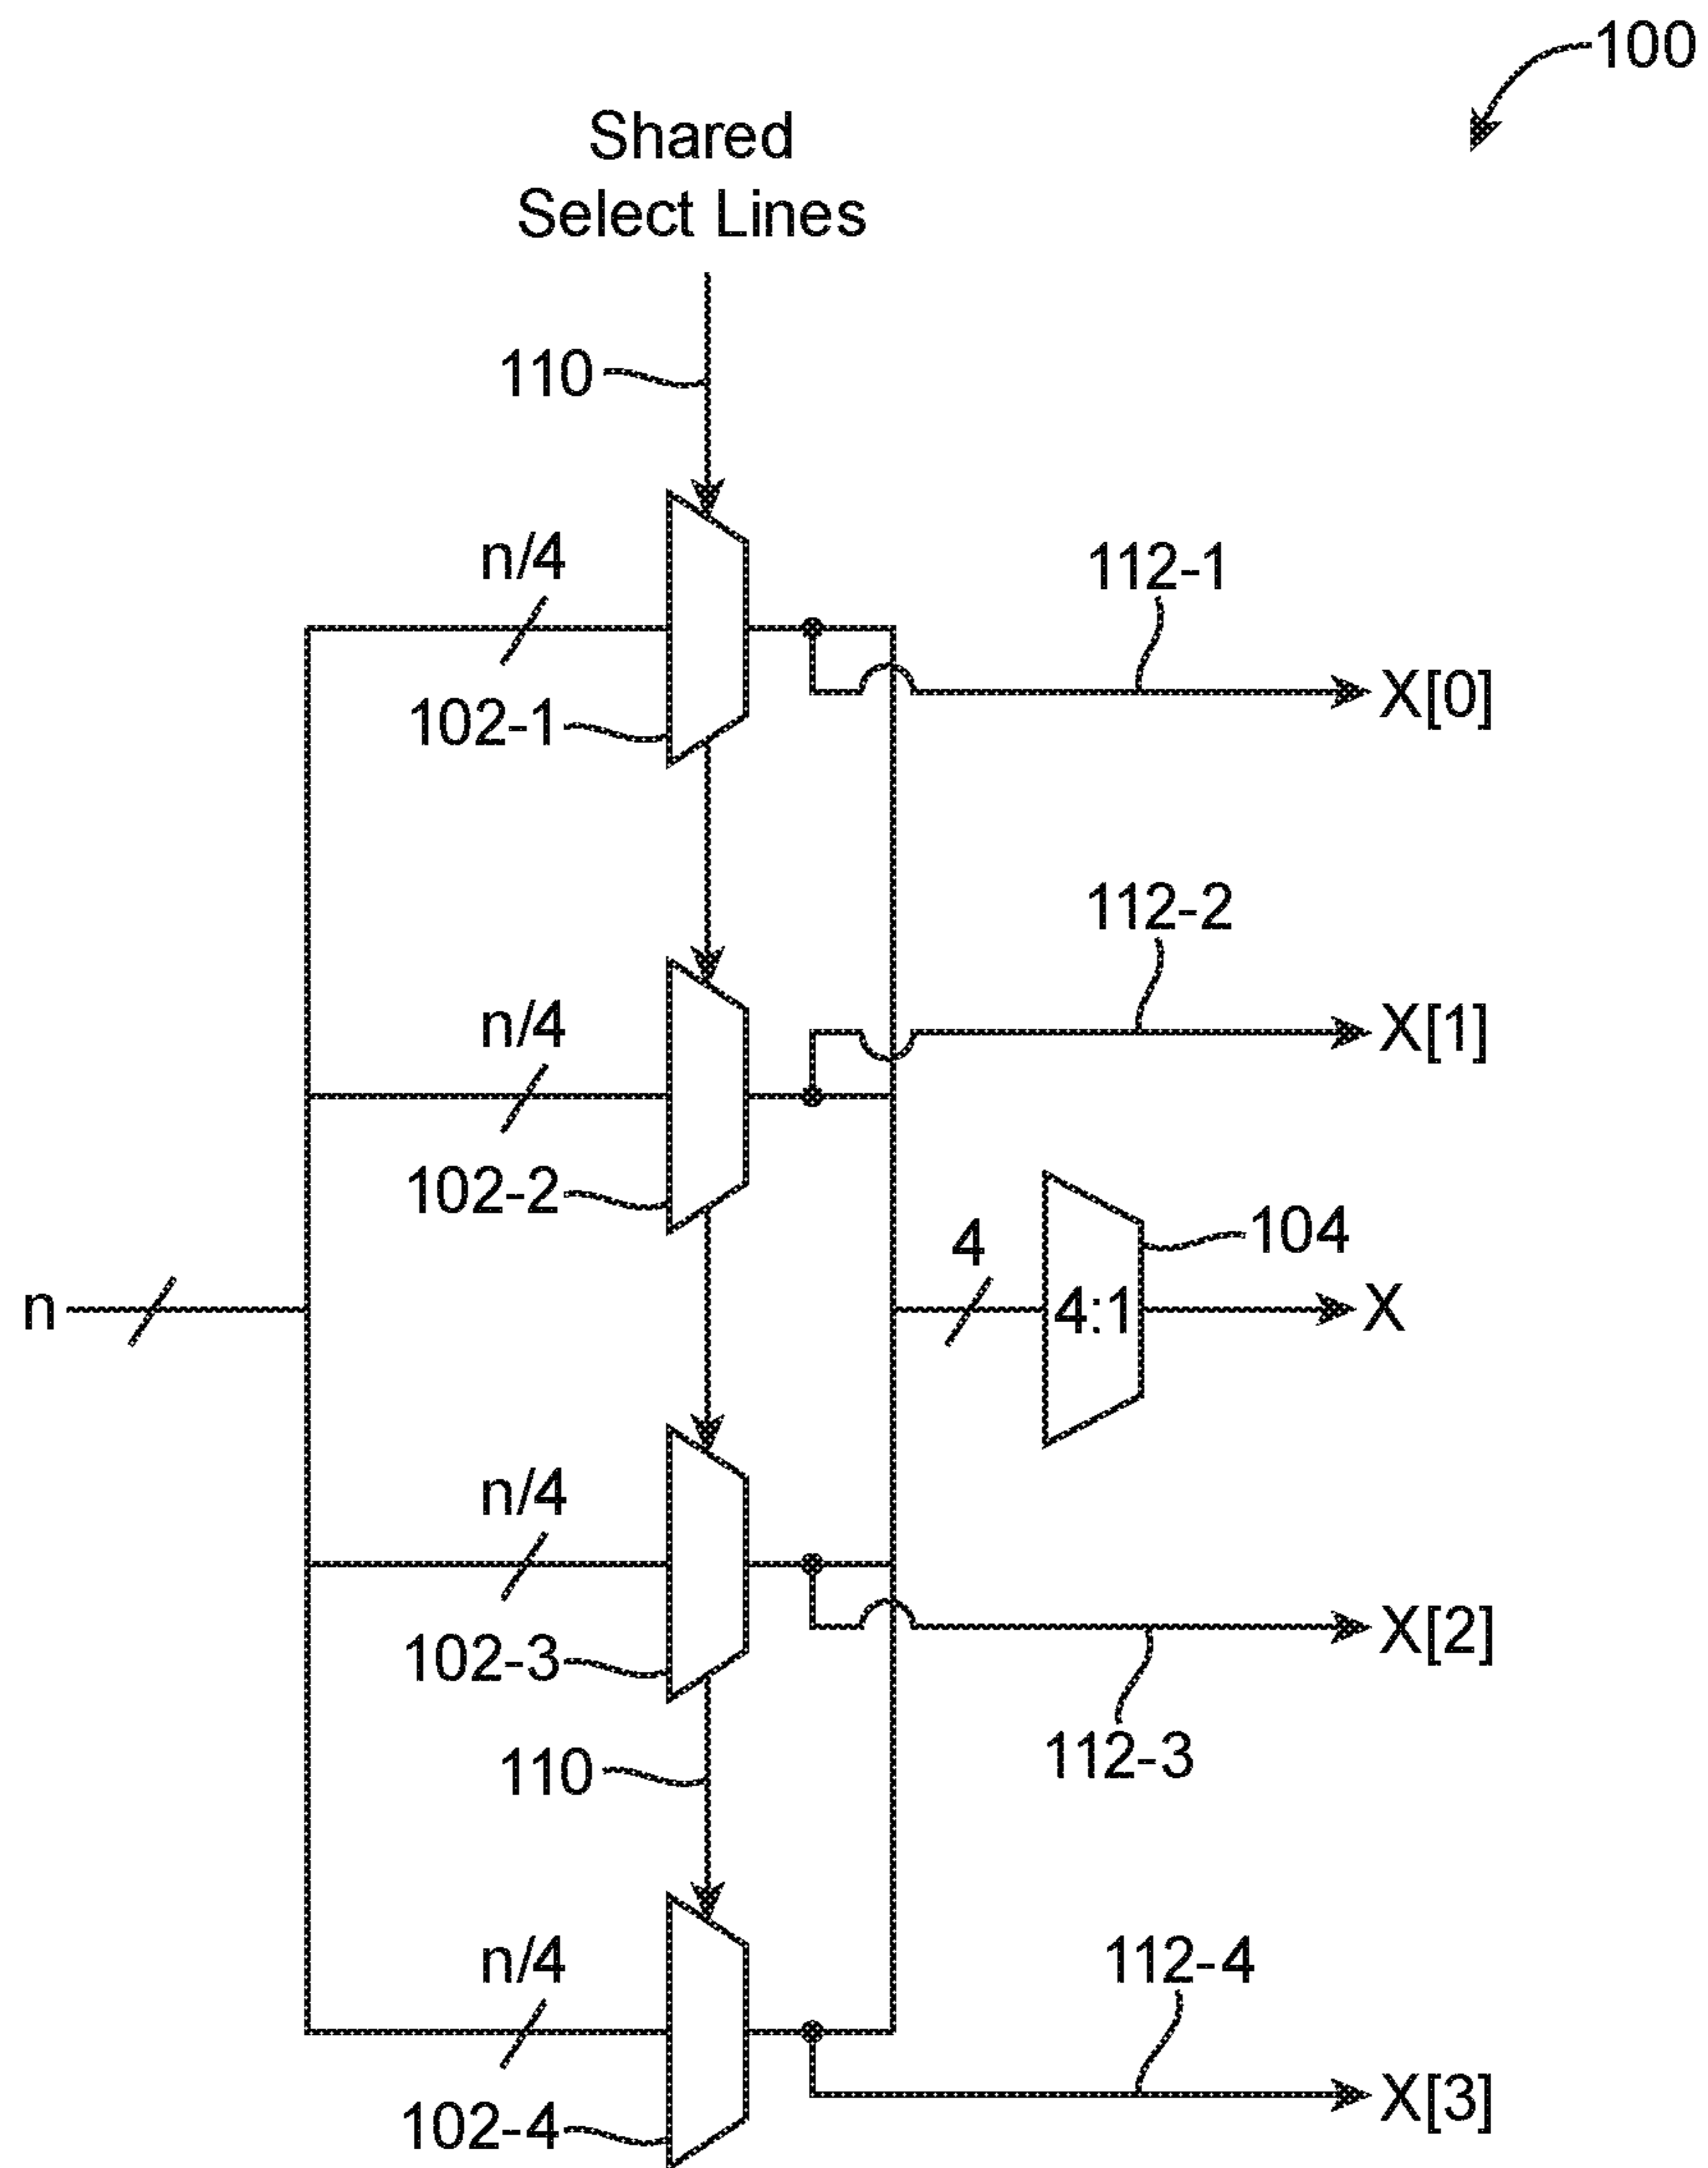 100
Shared
Select Lines
110
n/4
102-1
112-1
X[0]
112-2
n/4
X[1]
102-2
4
104
n
4:1
X
n/4
X[2]
102-3
112-3
110
n/4
112-4
X[3]
102-4